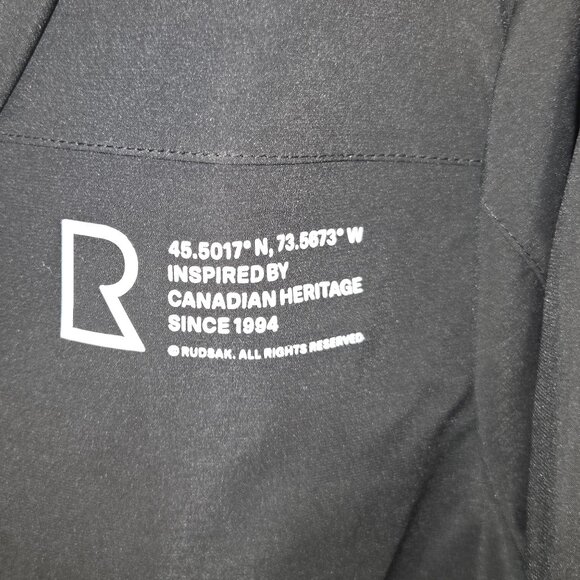 R
45.5017° N, 73.5673° W
INSPIRED BY
CANADIAN HERITAGE
SINCE 1994
© RUDSAK. ALL RIGHTS RESERVED.